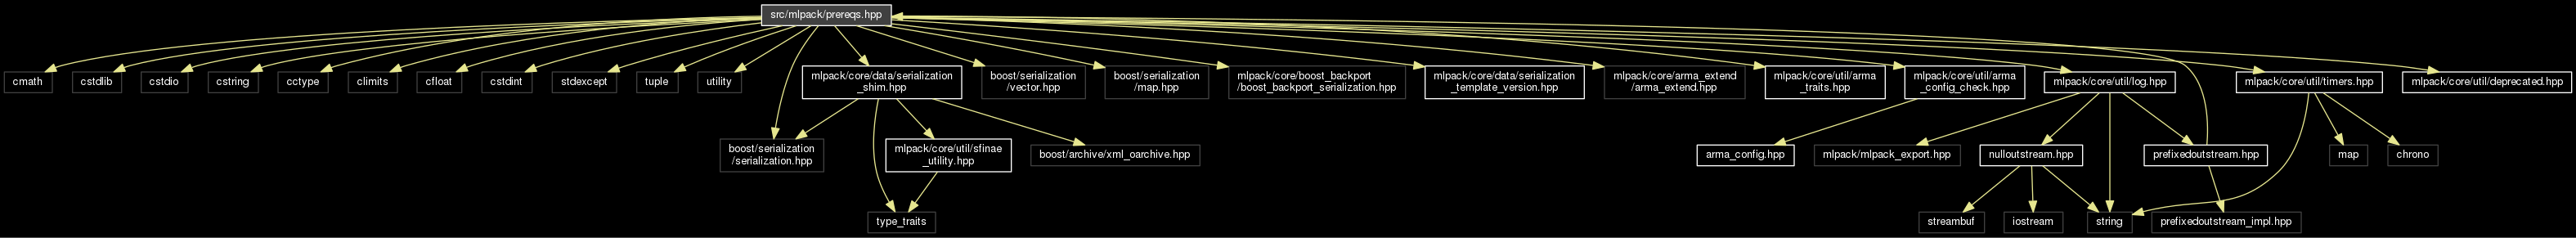 src/mlpack/prereqs.hpp
cmath
cstdlib
cstdio
cstring
cctype
climits
cfloat
cstdint
stdexcept
tuple
utility
mlpack/core/data/serialization
_shim.hpp
boost/serialization
/vector.hpp
boost/serialization
/map.hpp
mlpack/core/boost_backport
/boost_backport_serialization.hpp
mlpack/core/data/serialization
_template_version.hpp
mlpack/core/arma_extend
/arma_extend.hpp
mlpack/core/util/arma
_traits.hpp
mlpack/core/util/arma
_config_check.hpp
mlpack/core/util/log.hpp
mlpack/core/util/timers.hpp
mlpack/core/util/deprecated.hpp
boost/serialization
/serialization.hpp
mlpack/core/util/sfinae
_utility.hpp
boost/archive/xml_oarchive.hpp
arma_config.hpp
mlpack/mlpack_export.hpp
nulloutstream.hpp
prefixedoutstream.hpp
map
chrono
type_traits
streambuf
iostream
string
prefixedoutstream_impl.hpp